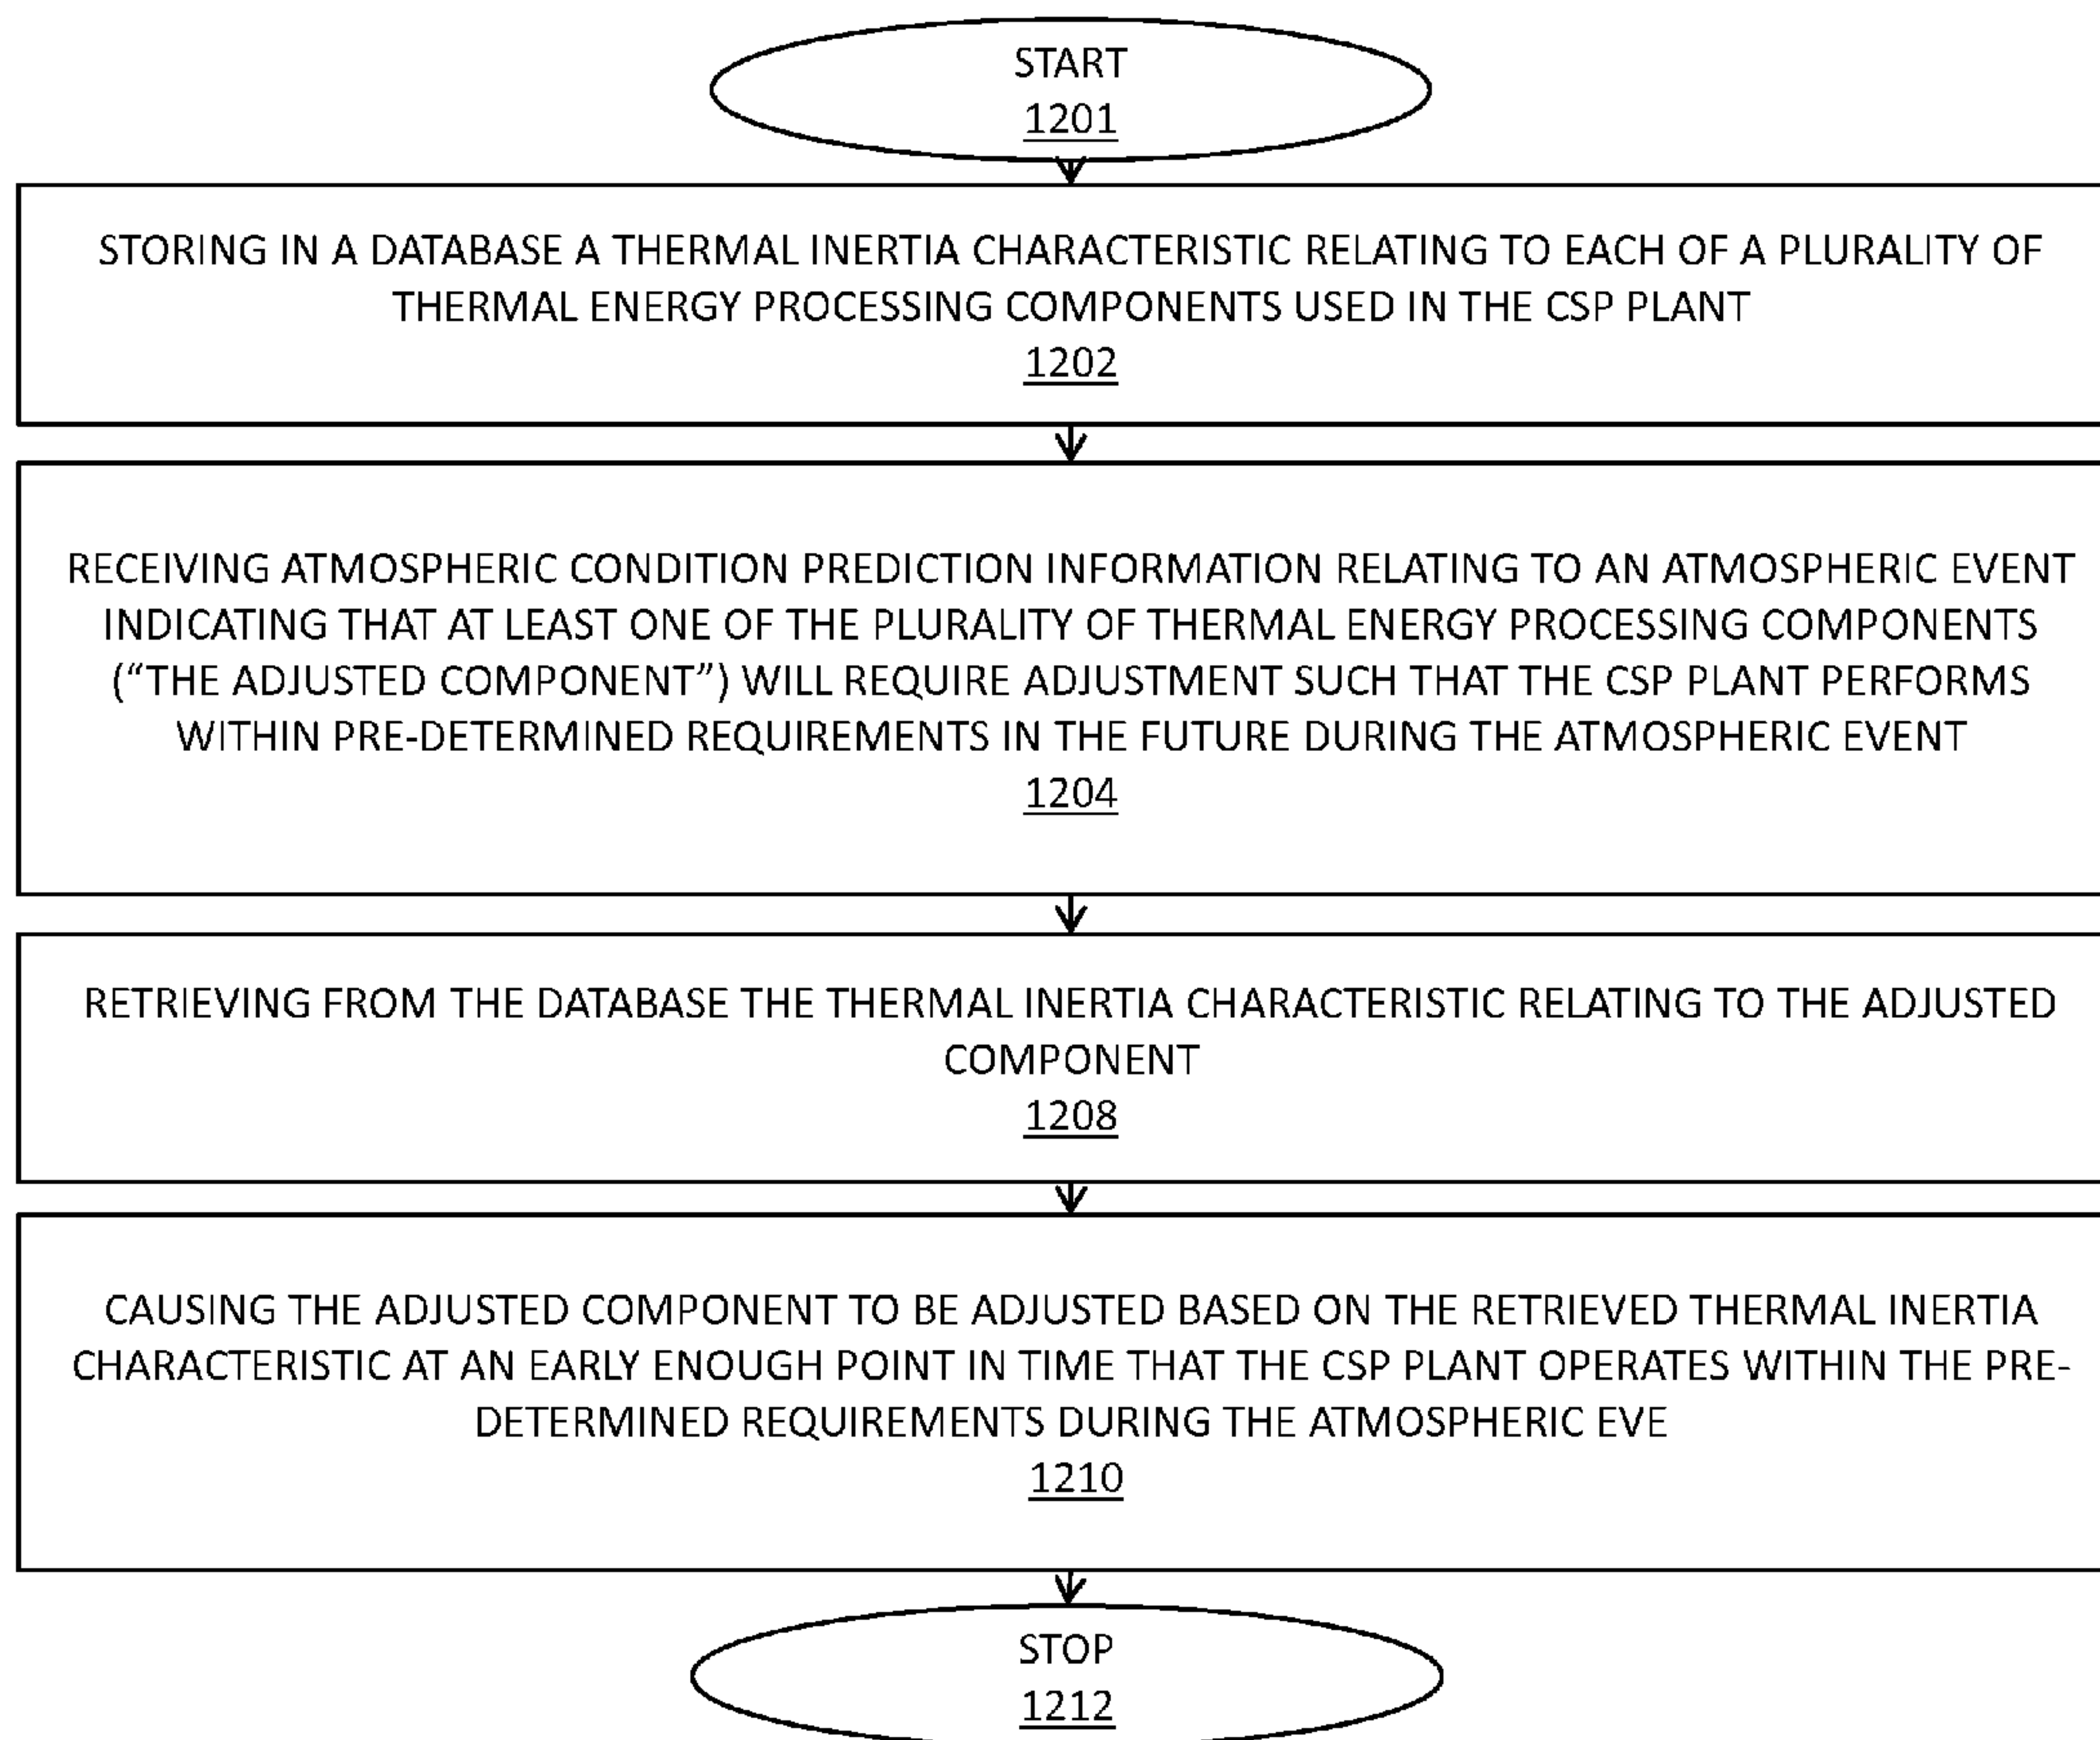 START
1201
STORING IN A DATABASE A THERMAL INERTIA CHARACTERISTIC RELATING TO EACH OF A PLURALITY OF
THERMAL ENERGY PROCESSING COMPONENTS USED IN THE CSP PLANT
1202
RECEIVING ATMOSPHERIC CONDITION PREDICTION INFORMATION RELATING TO AN ATMOSPHERIC EVENT
INDICATING THAT AT LEAST ONE OF THE PLURALITY OF THERMAL ENERGY PROCESSING COMPONENTS
(“THE ADJUSTED COMPONENT”) WILL REQUIRE ADJUSTMENT SUCH THAT THE CSP PLANT PERFORMS
WITHIN PRE-DETERMINED REQUIREMENTS IN THE FUTURE DURING THE ATMOSPHERIC EVENT
1204
RETRIEVING FROM THE DATABASE THE THERMAL INERTIA CHARACTERISTIC RELATING TO THE ADJUSTED
COMPONENT
1208
CAUSING THE ADJUSTED COMPONENT TO BE ADJUSTED BASED ON THE RETRIEVED THERMAL INERTIA
CHARACTERISTIC AT AN EARLY ENOUGH POINT IN TIME THAT THE CSP PLANT OPERATES WITHIN THE PRE-
DETERMINED REQUIREMENTS DURING THE ATMOSPHERIC EVE
1210
STOP
1212